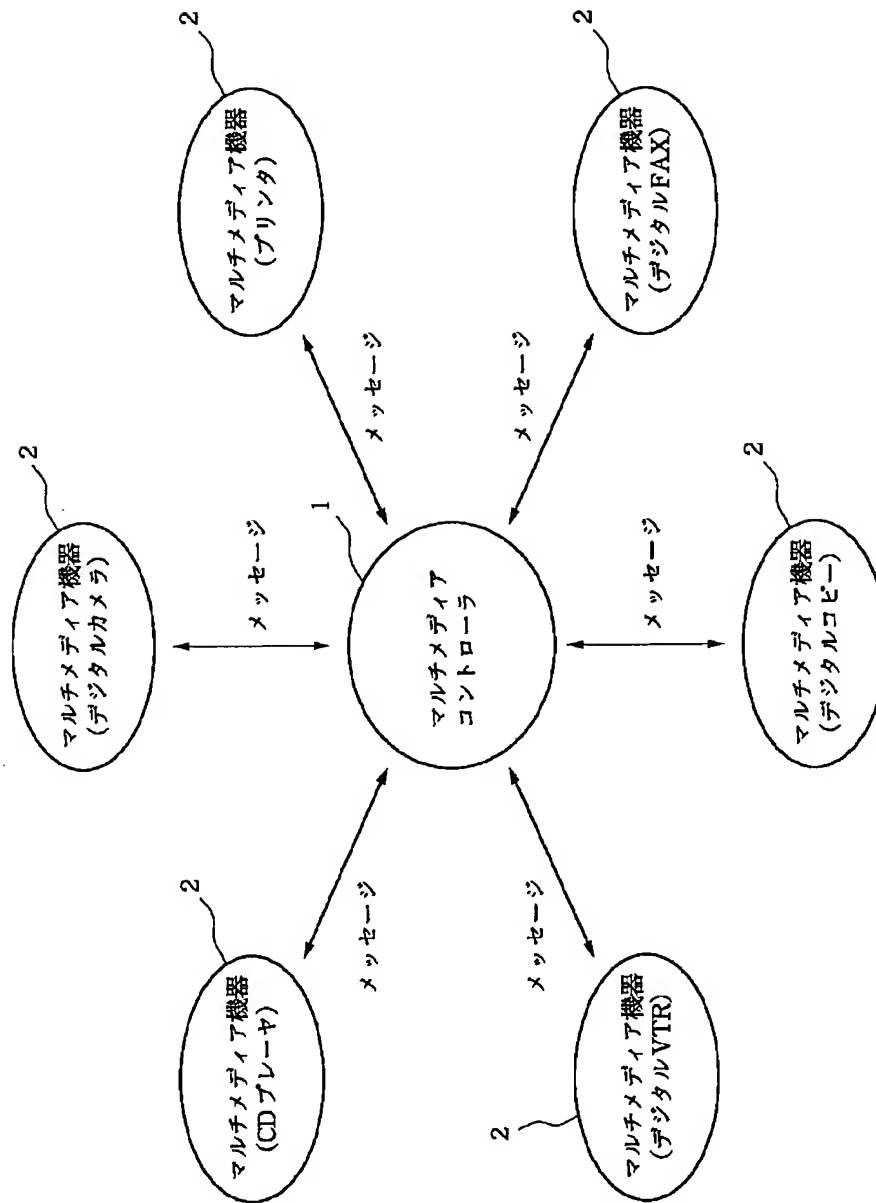 2
マルチメディア機器
(デジタルカメラ)
2
マルチメディア機器
(CDプレーヤ)
2
マルチメディア機器
(プリンタ)
メッセージ
メッセージ
メッセージ
1
マルチメディア
コントローラ
メッセージ
メッセージ
2
マルチメディア機器
(デジタルVTR)
2
マルチメディア機器
(デジタルFAX)
メッセージ
2
マルチメディア機器
(デジタルコピー)